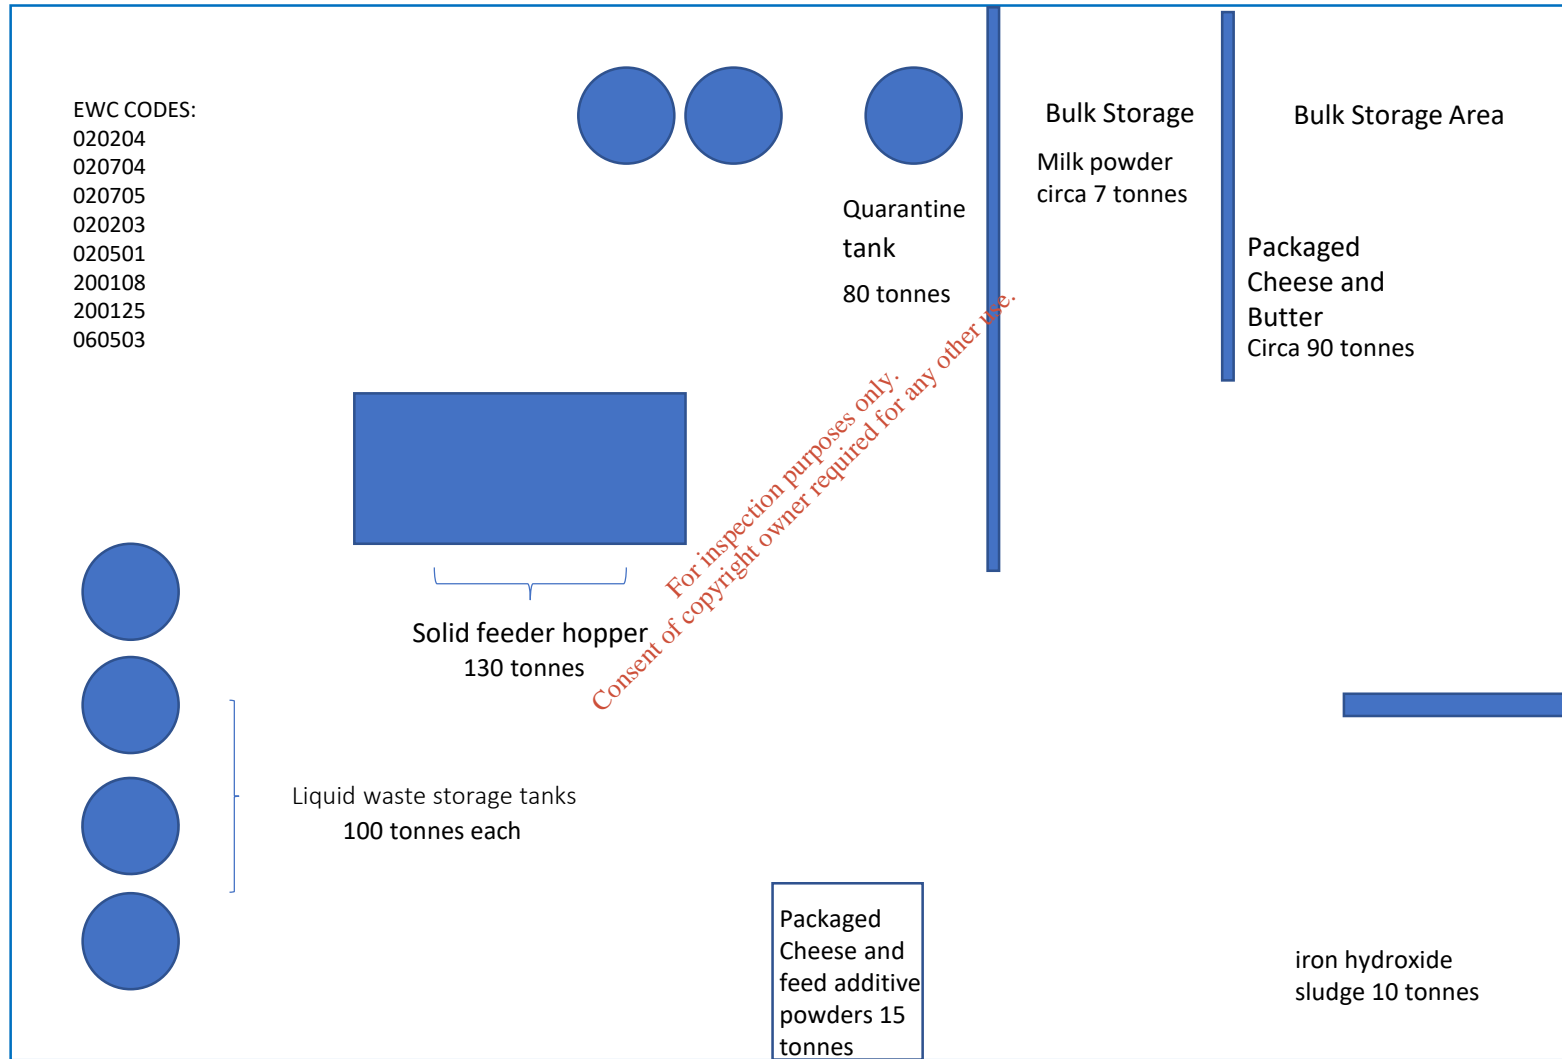 EWC CODES:
020204
020704
020705
020203
020501
200108
200125
060503
Quarantine
tank
80 tonnes
Bulk Storage
Milk powder
circa 7 tonnes
Bulk Storage Area
Packaged
Cheese and
Butter
Circa 90 tonnes
For inspection purposes only.
Consent of copyright owner required for any other use.
Solid feeder hopper
130 tonnes
Liquid waste storage tanks
100 tonnes each
Packaged
Cheese and
feed additive
powders 15
tonnes
iron hydroxide
sludge 10 tonnes